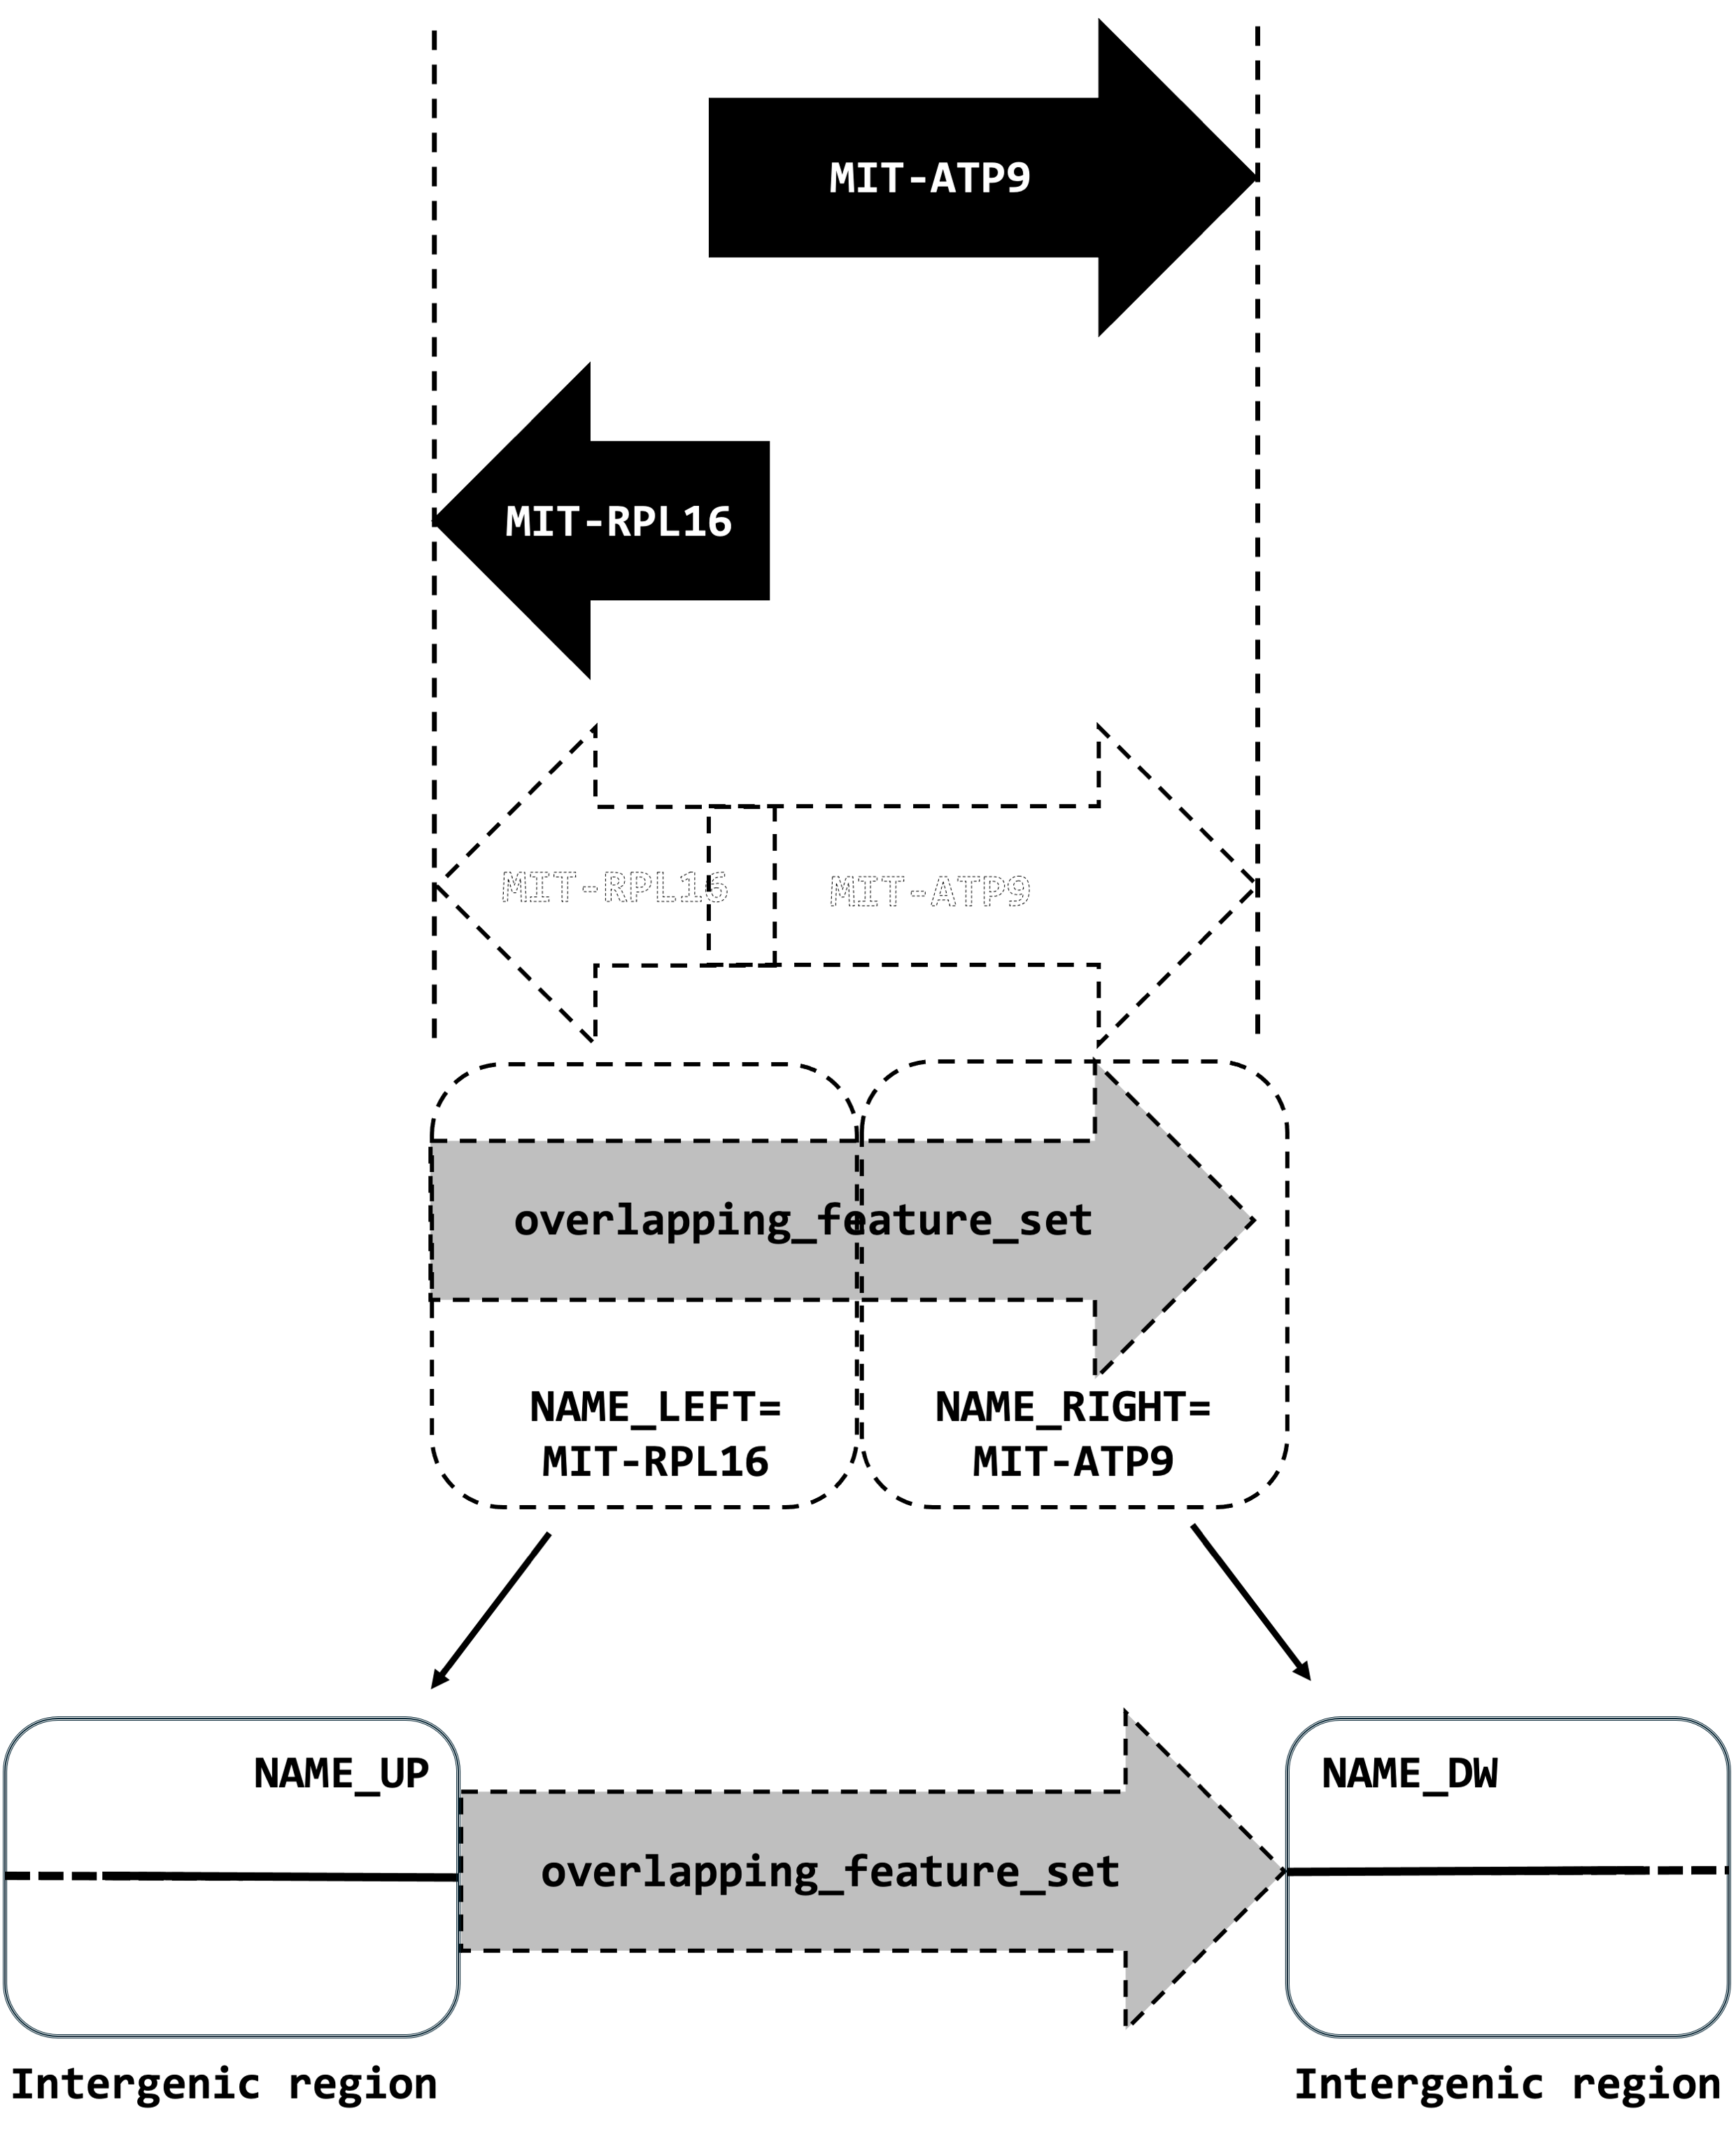 MIT-ATP9
MIT-RPL16
MIT-RPL16
MIT-ATP9
overlapping_feature_set
NAME_LEFT=
MIT-RPL16
NAME_RIGHT=
MIT-ATP9
NAME_UP
overlapping_feature_set
NAME_DW
Intergenic region
Intergenic region